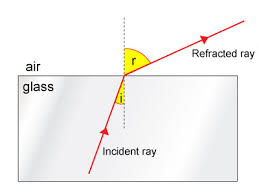 r
Refracted ray
air
glass
i
Incident ray